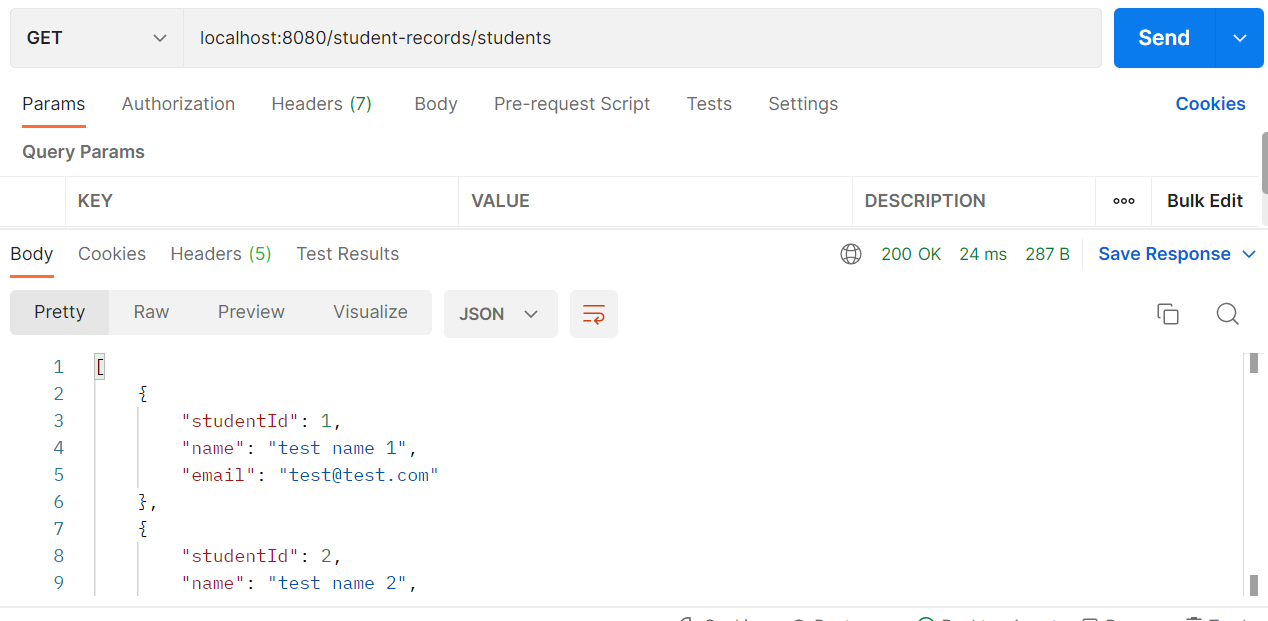 GET localhost:8080/student-records/students Send
Params Authorization Headers (7) Body Pre-request Script Tests Settings Cookies
Query Params
KEY VALUE DESCRIPTION ooo Bulk Edit
Body Cookies Headers (5) Test Results 200 OK 24 ms 287 B Save Response
Pretty Raw Preview Visualize JSON
1 [
2 {
3 "studentId": 1,
4 "name": "test name 1",
5 "email": "test@test.com"
6 },
7 {
8 "studentId": 2,
9 "name": "test name 2",